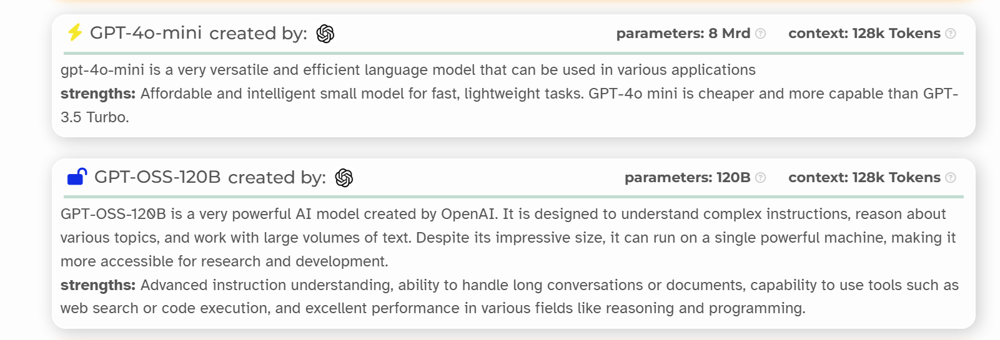 GPT-4o-mini created by: parameters: 8 Mrd ? context: 128k Tokens ?
gpt-4o-mini is a very versatile and efficient language model that can be used in various applications
strengths: Affordable and intelligent small model for fast, lightweight tasks. GPT-4o mini is cheaper and more capable than GPT-
3.5 Turbo.
GPT-OSS-120B created by: parameters: 120B ? context: 128k Tokens ?
GPT-OSS-120B is a very powerful AI model created by OpenAI. It is designed to understand complex instructions, reason about
various topics, and work with large volumes of text. Despite its impressive size, it can run on a single powerful machine, making it
more accessible for research and development.
strengths: Advanced instruction understanding, ability to handle long conversations or documents, capability to use tools such as
web search or code execution, and excellent performance in various fields like reasoning and programming.